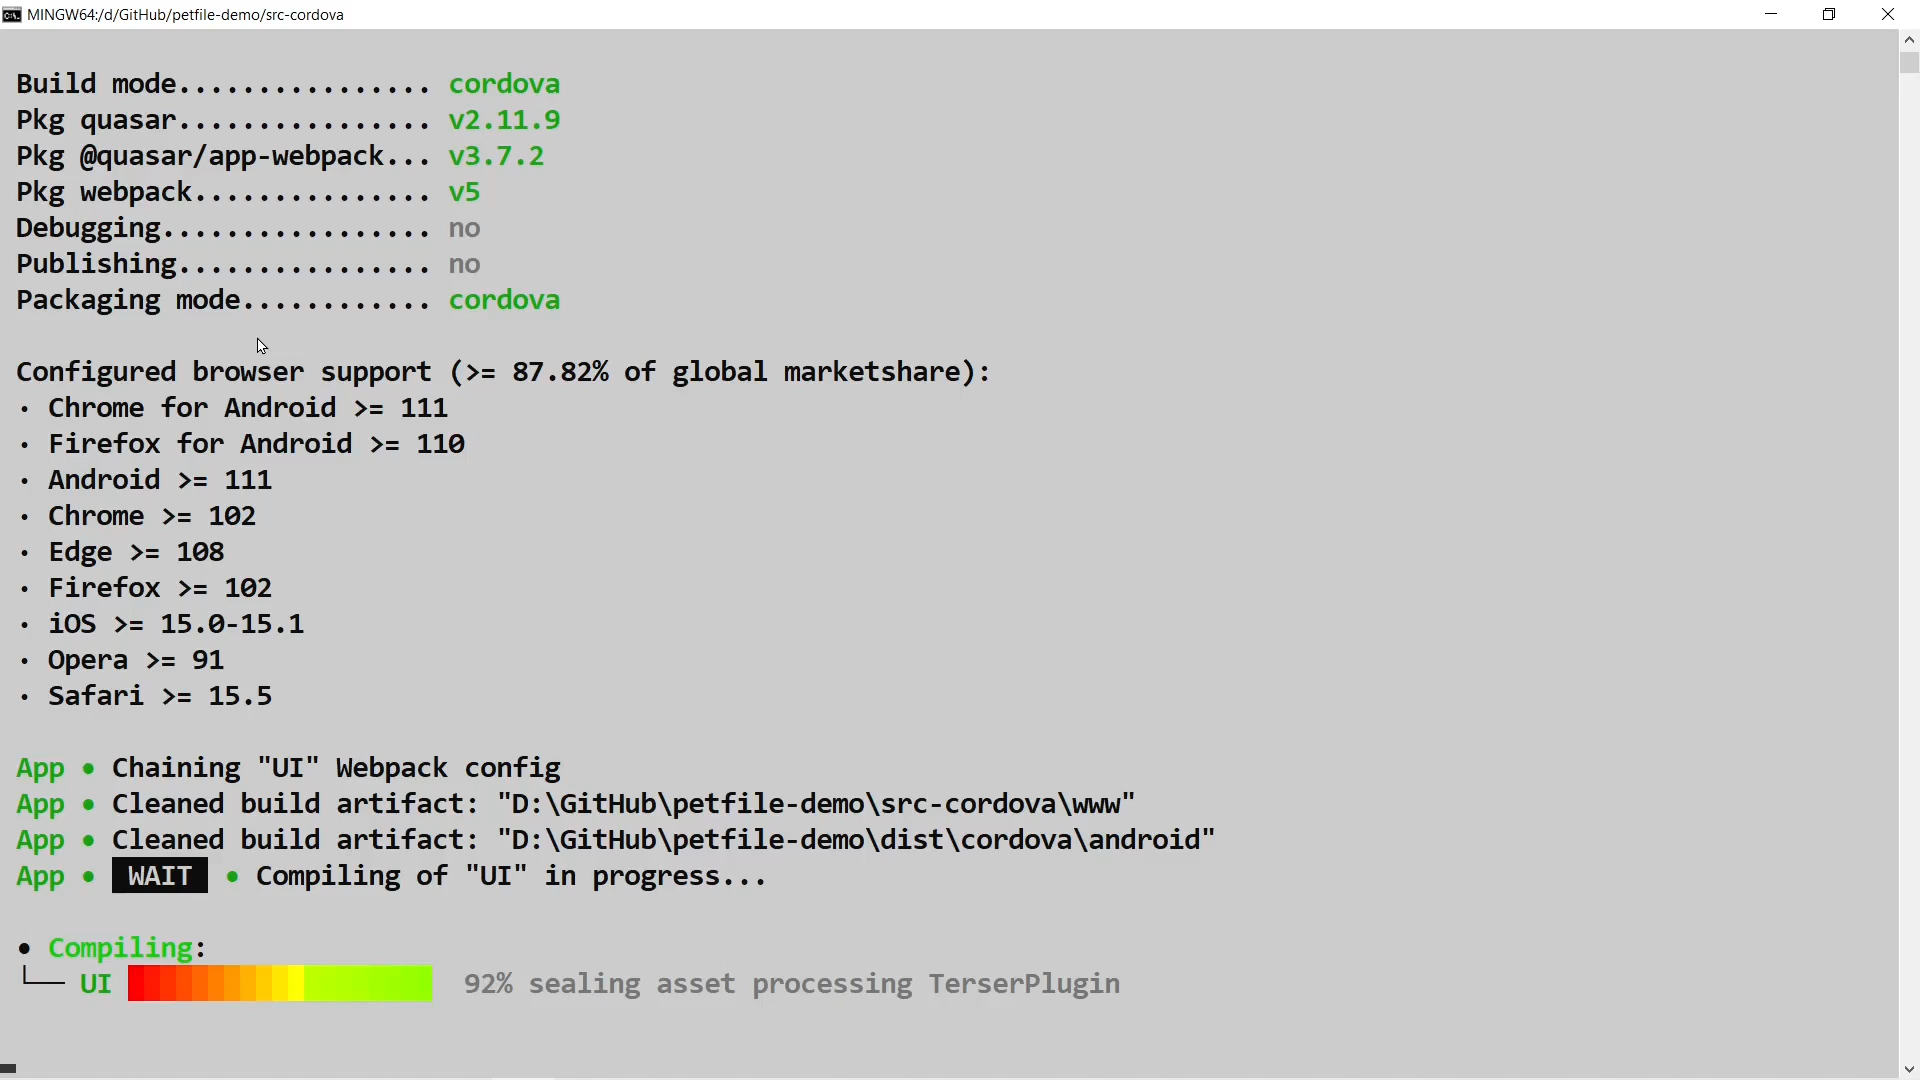 MINGW64:/d/GitHub/petfile-demo/src-cordova
Build mode................ cordova
Pkg quasar................ v2.11.9
Pkg @quasar/app-webpack... v3.7.2
Pkg webpack............... v5
Debugging................. no
Publishing................ no
Packaging mode............ cordova
Configured browser support (>= 87.82% of global marketshare):
· Chrome for Android >= 111
· Firefox for Android >= 110
· Android >= 111
· Chrome >= 102
· Edge >= 108
· Firefox >= 102
· iOS >= 15.0-15.1
· Opera >= 91
· Safari >= 15.5
App • Chaining "UI" Webpack config
App • Cleaned build artifact: "D:\GitHub\petfile-demo\src-cordova\www"
App • Cleaned build artifact: "D:\GitHub\petfile-demo\dist\cordova\android"
App • WAIT • Compiling of "UI" in progress...
• Compiling:
└── UI 92% sealing asset processing TerserPlugin